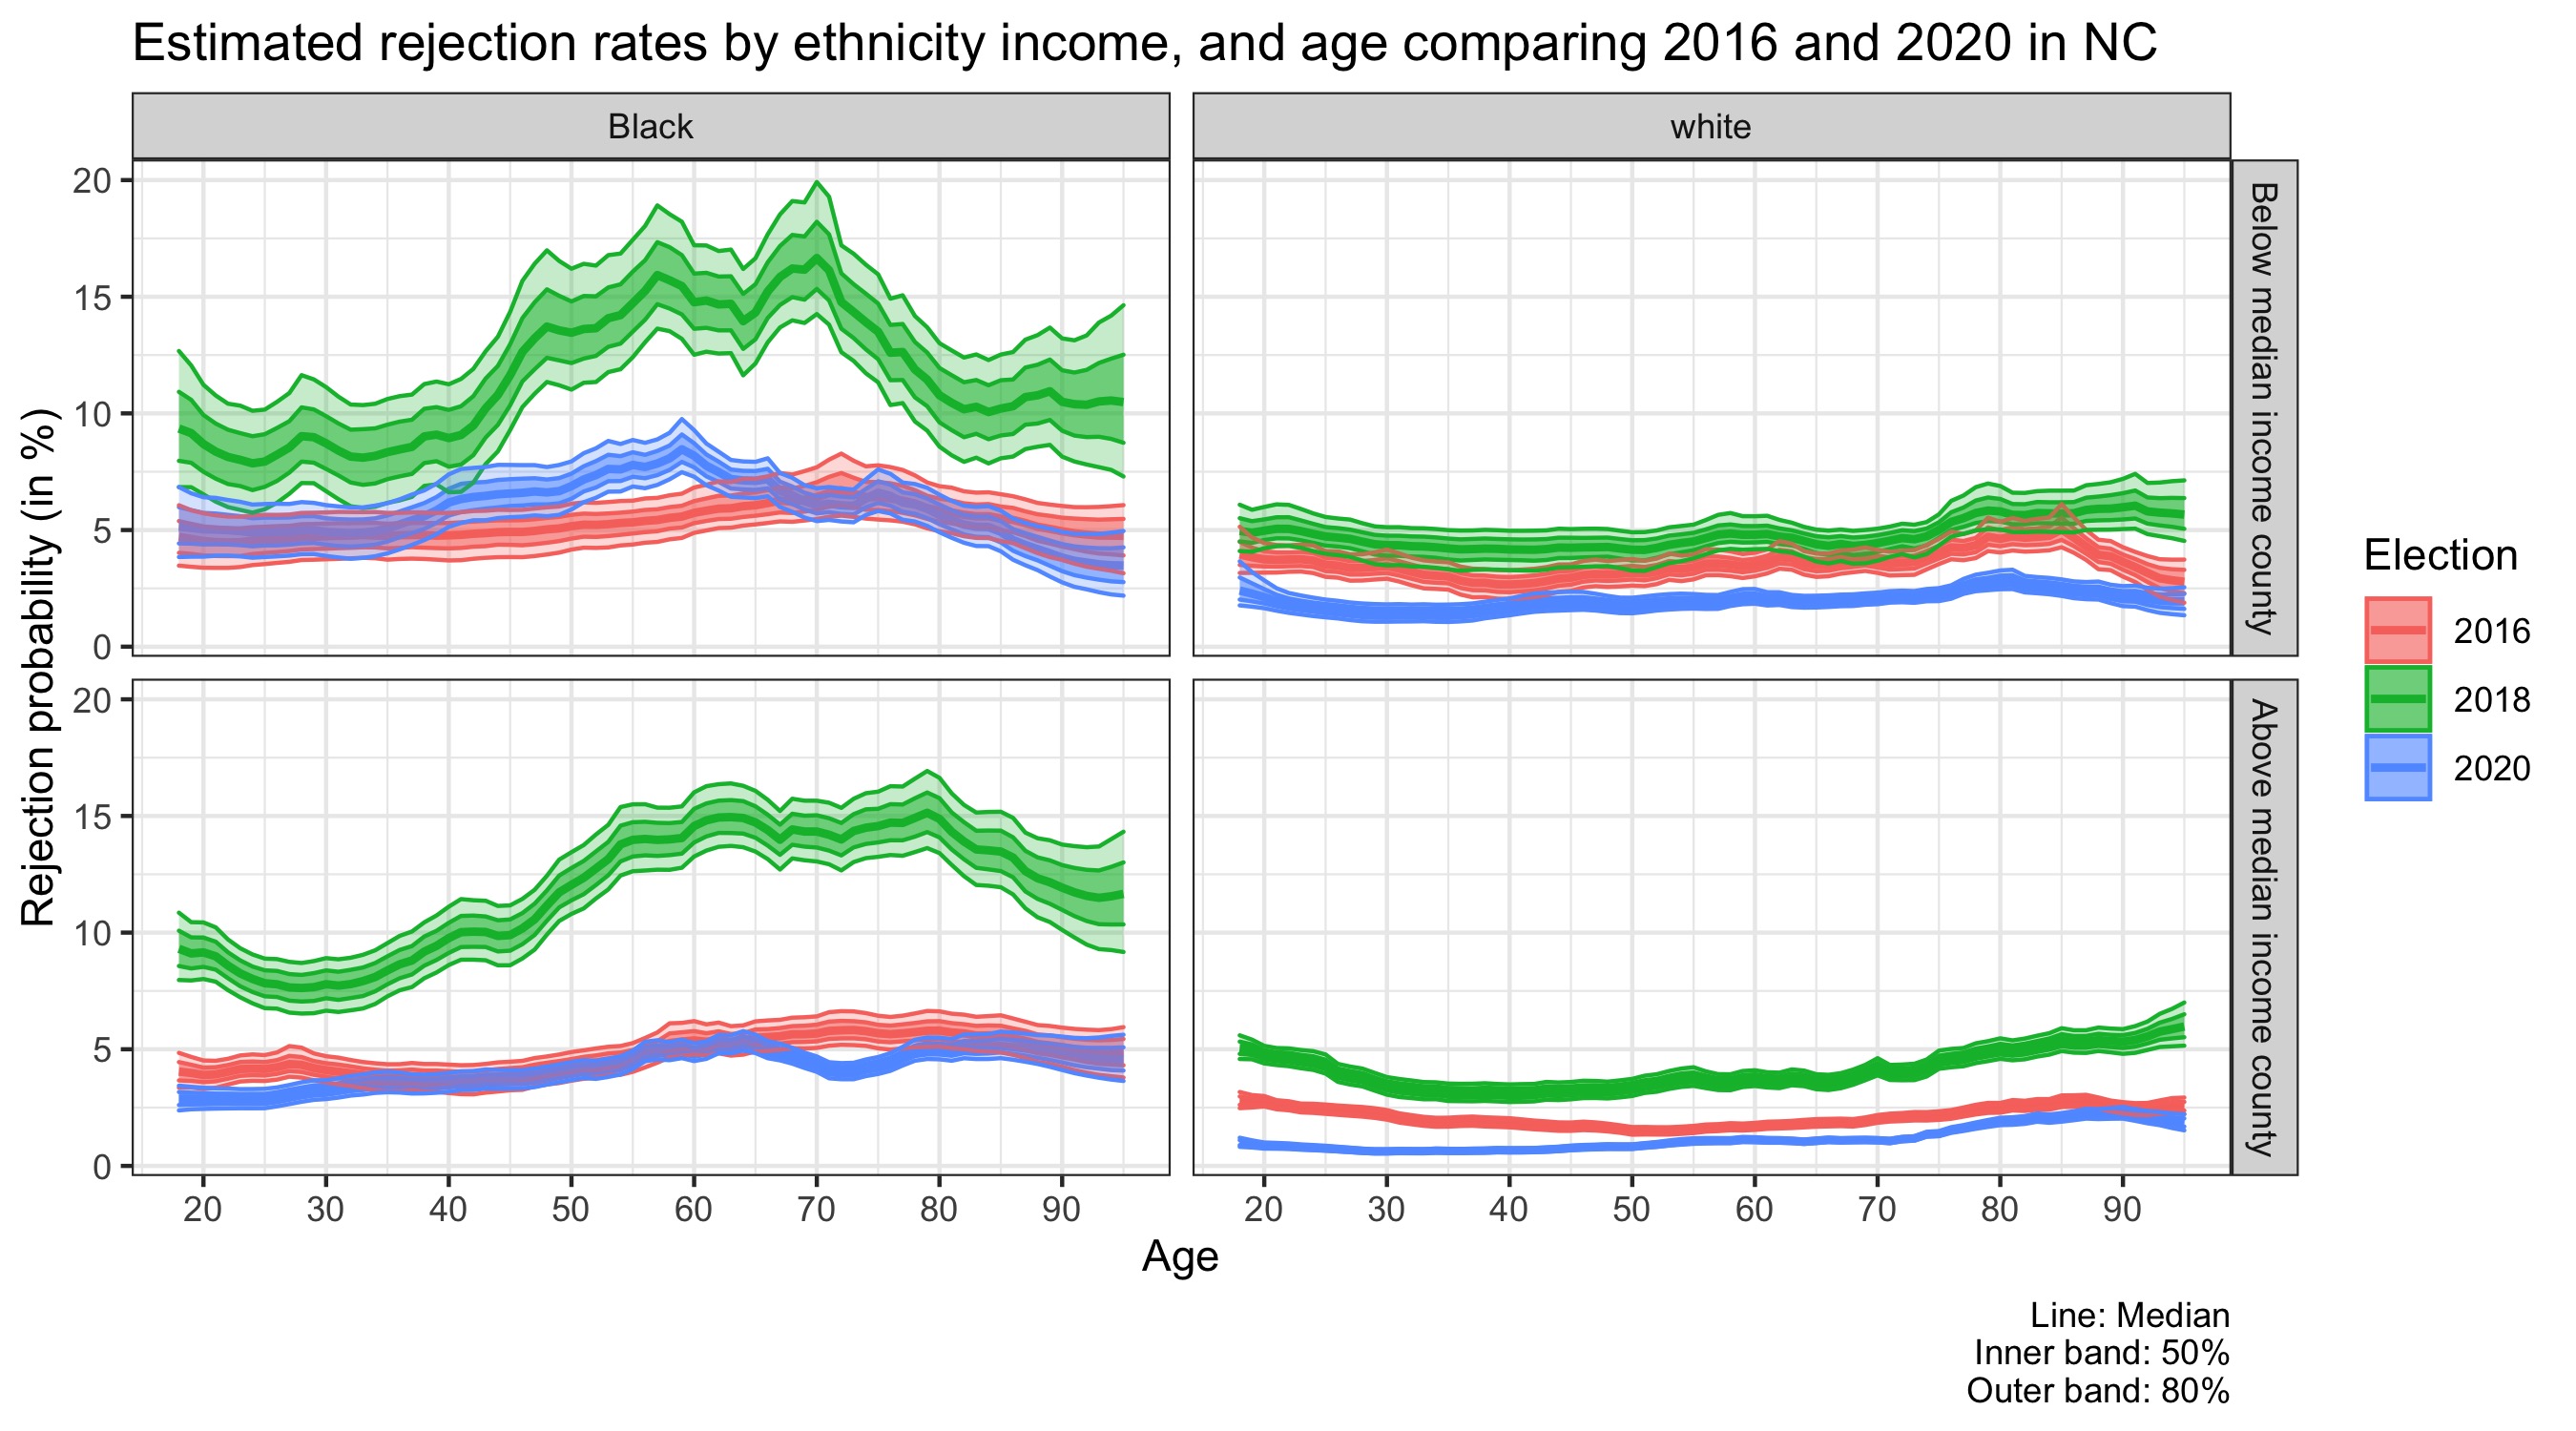 Estimated rejection rates by ethnicity income, and age comparing 2016 and 2020 in NC
Black
white
20
15
10
5
0
Below median income county
20
15
10
5
0
Above median income county
Rejection probability (in %)
20 30 40 50 60 70 80 90
20 30 40 50 60 70 80 90
Age
Election
2016
2018
2020
Line: Median
Inner band: 50%
Outer band: 80%